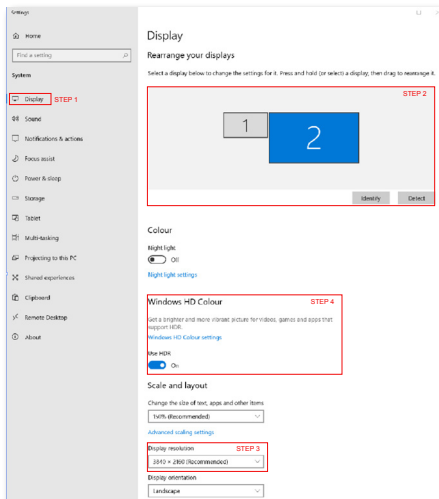 Settings
Home
Find a setting
System
Display STEP 1
Sound
Notifications & actions
Focus assist
Power & sleep
Storage
Tablet
Multi-tasking
Projecting to this PC
Shared experiences
Clipboard
Remote Desktop
About
Display
Rearrange your displays
Select a display below to change the settings for it. Press and hold (or select) a display, then drag to rearrange it.
STEP 2
1
2
Identify Detect
Colour
Night light
Off
Night light settings
Windows HD Colour STEP 4
Get a brighter and more vibrant picture for videos, games and apps that
support HDR.
Windows HD Colour settings
Use HDR
On
Scale and layout
Change the size of text, apps and other items
150% (Recommended)
Advanced scaling settings
Display resolution STEP 3
3840 × 2160 (Recommended)
Display orientation
Landscape